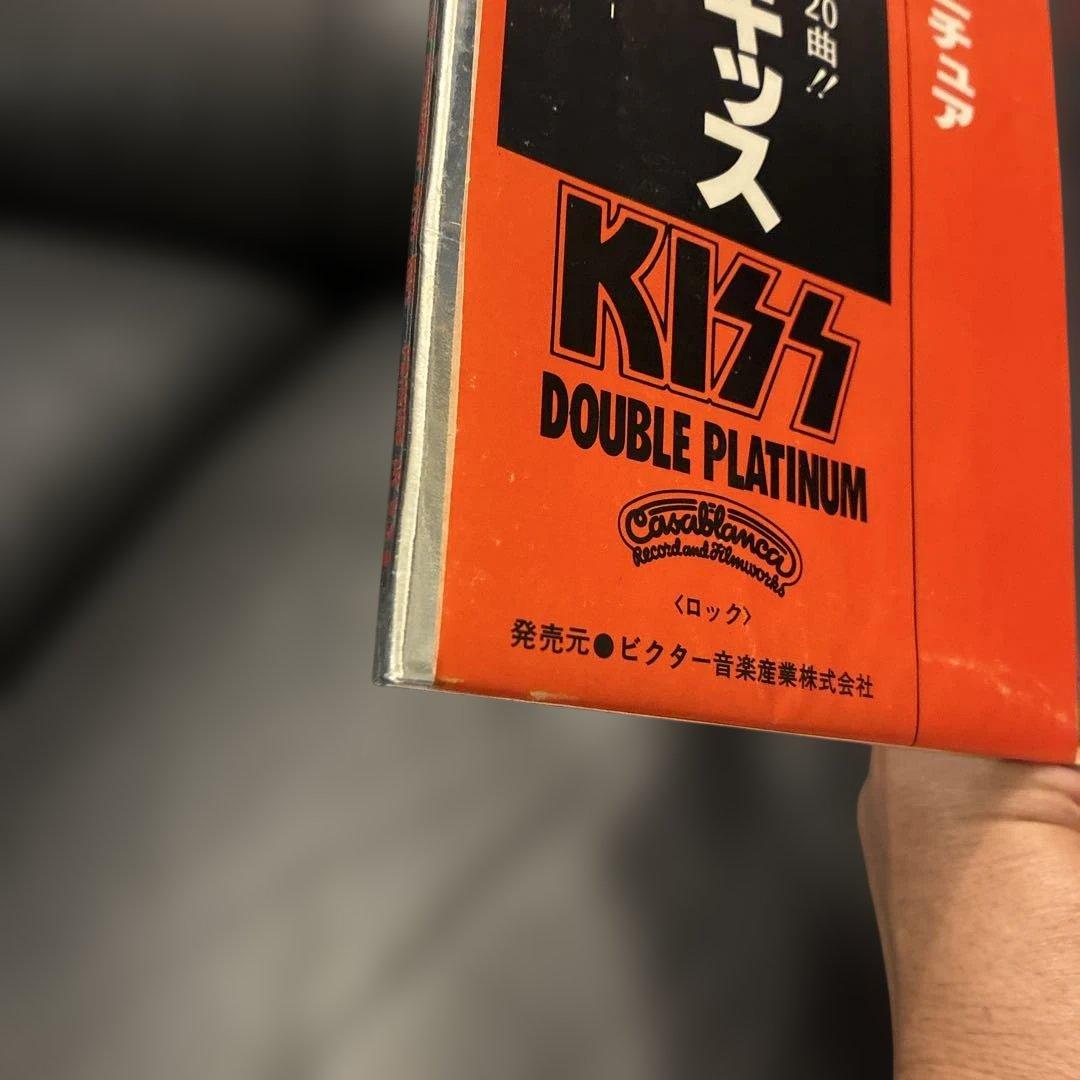 チュア
20曲!!
キッス
KISS
DOUBLE PLATINUM
Casablanca
Record and Filmworks
〈ロック〉
発売元●ビクター音楽産業株式会社